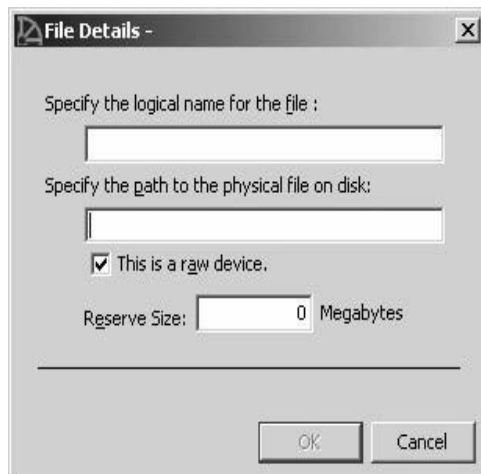 File Details -
Specify the logical name for the file :
Specify the path to the physical file on disk:
This is a raw device.
Reserve Size: 0 Megabytes
OK Cancel